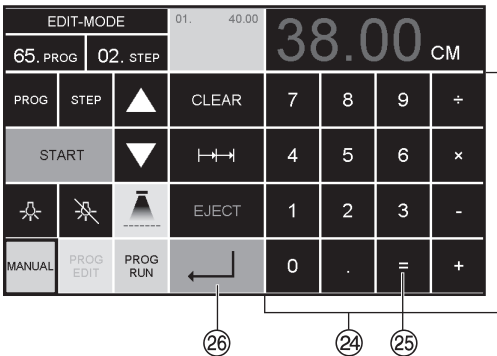 EDIT-MODE
01. 40.00
38.00 CM
65. PROG 02. STEP
PROG STEP CLEAR 7 8 9 ÷
START 4 5 6 ×
EJECT 1 2 3 -
MANUAL PROG EDIT PROG RUN 0 . = +
26 24 25